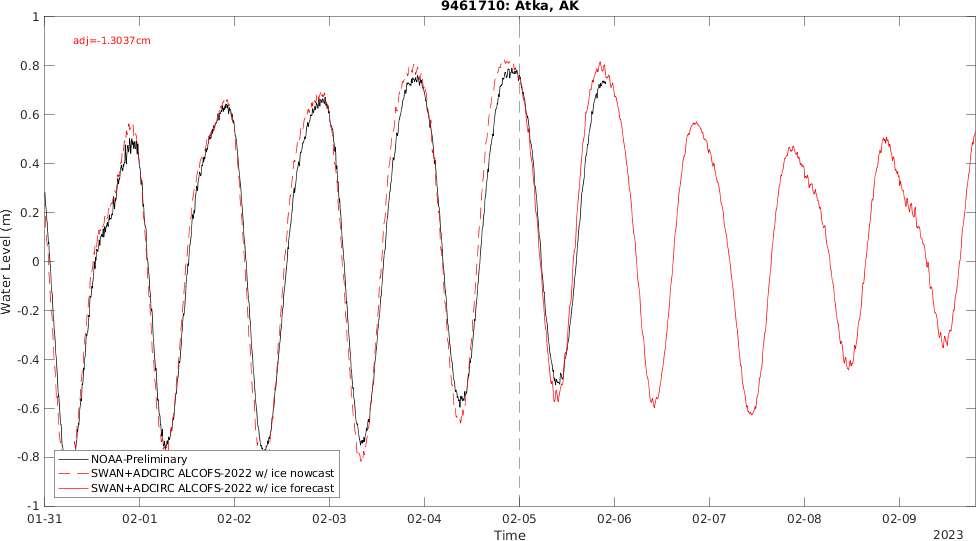 9461710: Atka, AK
adj=-1.3037cm
1
0.8
0.6
0.4
0.2
0
-0.2
-0.4
-0.6
-0.8
-1
Water Level (m)
NOAA-Preliminary
SWAN+ADCIRC ALCOFS-2022 w/ ice nowcast
SWAN+ADCIRC ALCOFS-2022 w/ ice forecast
01-31 02-01 02-02 02-03 02-04 02-05 02-06 02-07 02-08 02-09
Time
2023